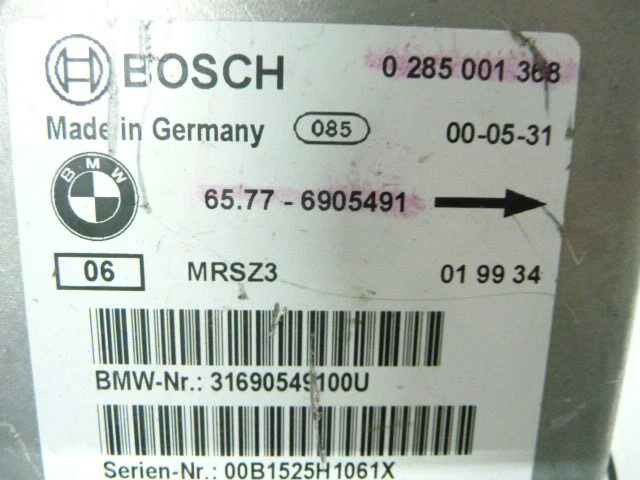 BOSCH 0 285 001 368
Made in Germany 085 00-05-31
BMW 65.77 - 6905491
06 MRSZ3 01 99 34
BMW-Nr.: 31690549100U
Serien-Nr.: 00B1525H1061X